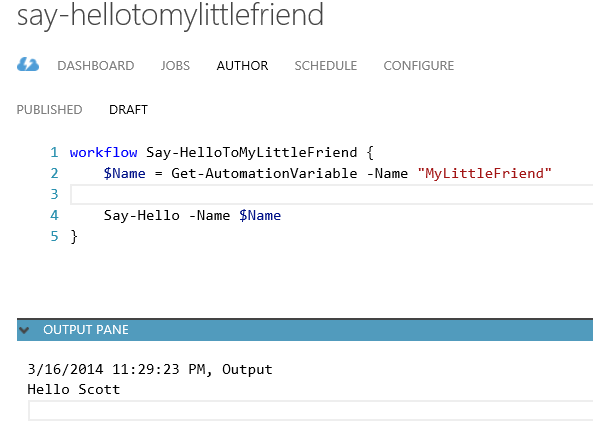 say-hellotomylittlefriend
DASHBOARD JOBS AUTHOR SCHEDULE CONFIGURE
PUBLISHED DRAFT
1 workflow Say-HelloToMyLittleFriend {
2 $Name = Get-AutomationVariable -Name "MyLittleFriend"
3
4 Say-Hello -Name $Name
5 }
OUTPUT PANE
3/16/2014 11:29:23 PM, Output
Hello Scott